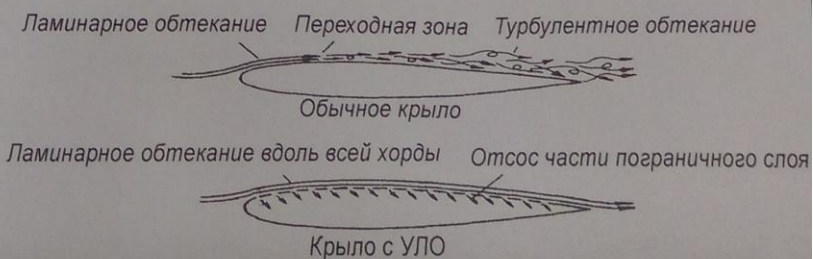 Ламинарное обтекание Переходная зона Турбулентное обтекание
Обычное крыло
Ламинарное обтекание вдоль всей хорды Отсос части пограничного слоя
Крыло с УЛО